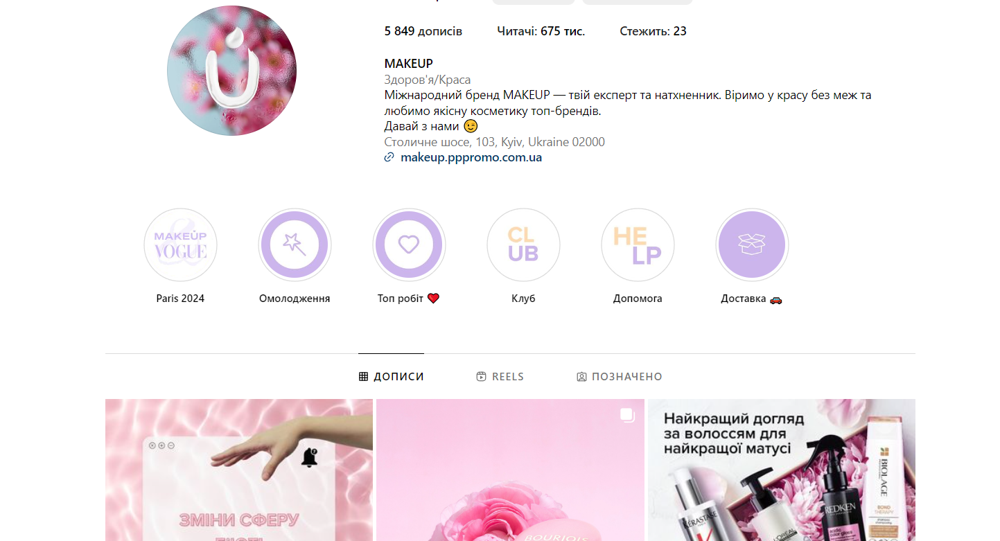 5 849 дописів
Читачі: 675 тис.
Стежить: 23
MAKEUP
Здоров'я/Краса
Міжнародний бренд MAKEUP — твій експерт та натхненник. Віримо у красу без меж та
любимо якісну косметику топ-брендів.
Давай з нами 😉
Столичне шосе, 103, Kyiv, Ukraine 02000
makeup.pppromo.com.ua
MAKEUP
VOGUE
CL
UB
HE
LP
Paris 2024
Омолодження
Топ робіт ❤️
Клуб
Допомога
Доставка 🚗
ДОПИСИ
REELS
ПОЗНАЧЕНО
ЗМІНИ СФЕРУ
BOURJOIS
Найкращий догляд
за волоссям для
найкращої матусі
KÉRASTASE
REDKEN
acidic
color gloss
BIOLAGE
BOND
THERAPY